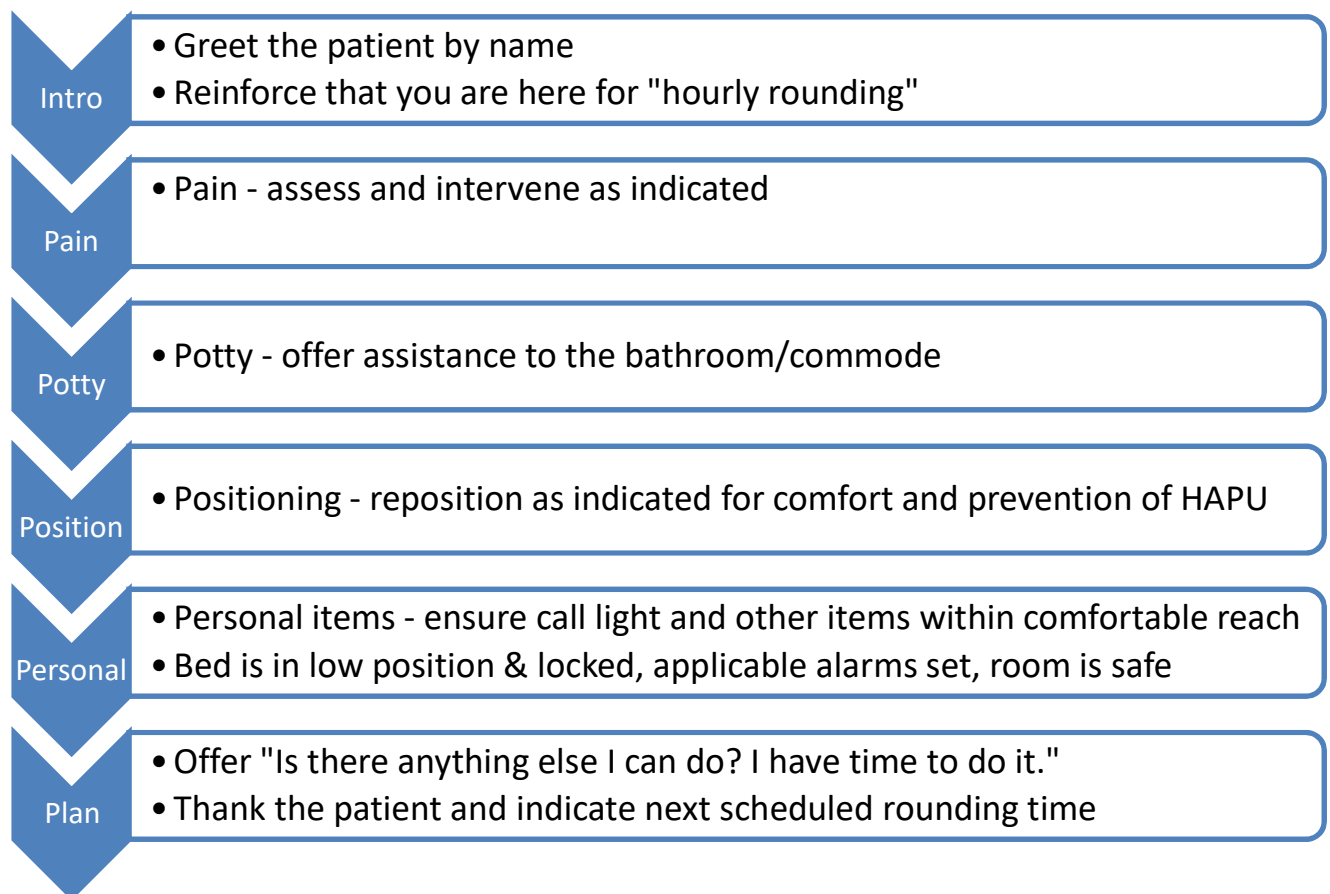 Intro
• Greet the patient by name
• Reinforce that you are here for "hourly rounding"
Pain
• Pain - assess and intervene as indicated
Potty
• Potty - offer assistance to the bathroom/commode
Position
• Positioning - reposition as indicated for comfort and prevention of HAPU
Personal
• Personal items - ensure call light and other items within comfortable reach
• Bed is in low position & locked, applicable alarms set, room is safe
Plan
• Offer "Is there anything else I can do? I have time to do it."
• Thank the patient and indicate next scheduled rounding time